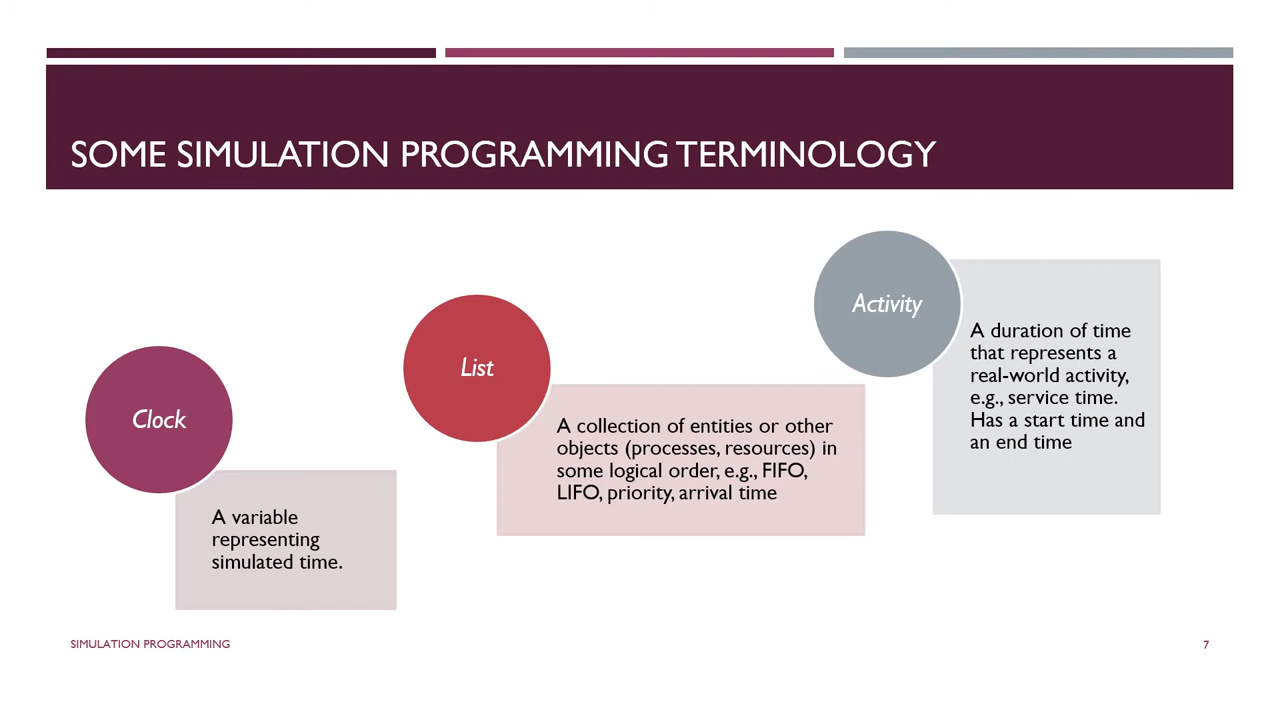 SOME SIMULATION PROGRAMMING TERMINOLOGY
Clock
A variable
representing
simulated time.
List
A collection of entities or other
objects (processes, resources) in
some logical order, e.g., FIFO,
LIFO, priority, arrival time
Activity
A duration of time
that represents a
real-world activity,
e.g., service time.
Has a start time and
an end time
SIMULATION PROGRAMMING
7